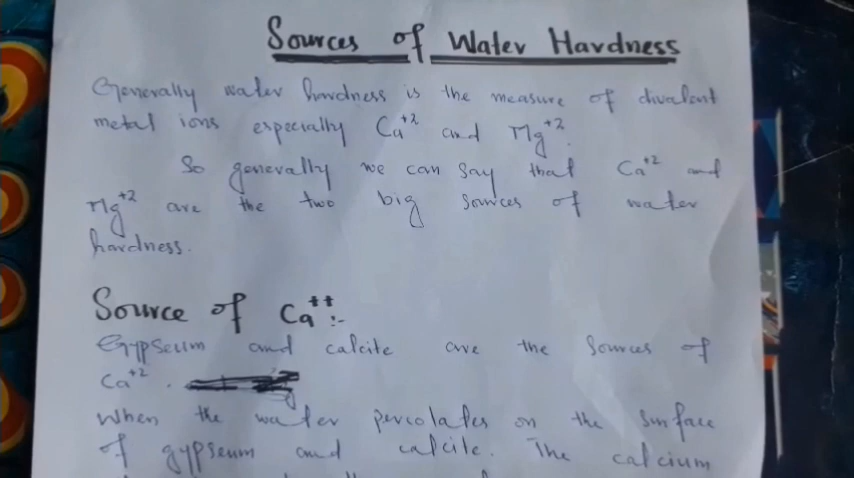 Sources of Water Hardness
Generally water hardness is the measure of divalent
metal ions especially Ca⁺² and Mg⁺².
So generally we can say that Ca⁺² and
Mg⁺² are the two big sources of water
hardness.
Source of Ca⁺⁺:-
Gypseum and calcite are the sources of
Ca⁺².
When the water percolates on the surface
of gypseum and calcite. The calcium